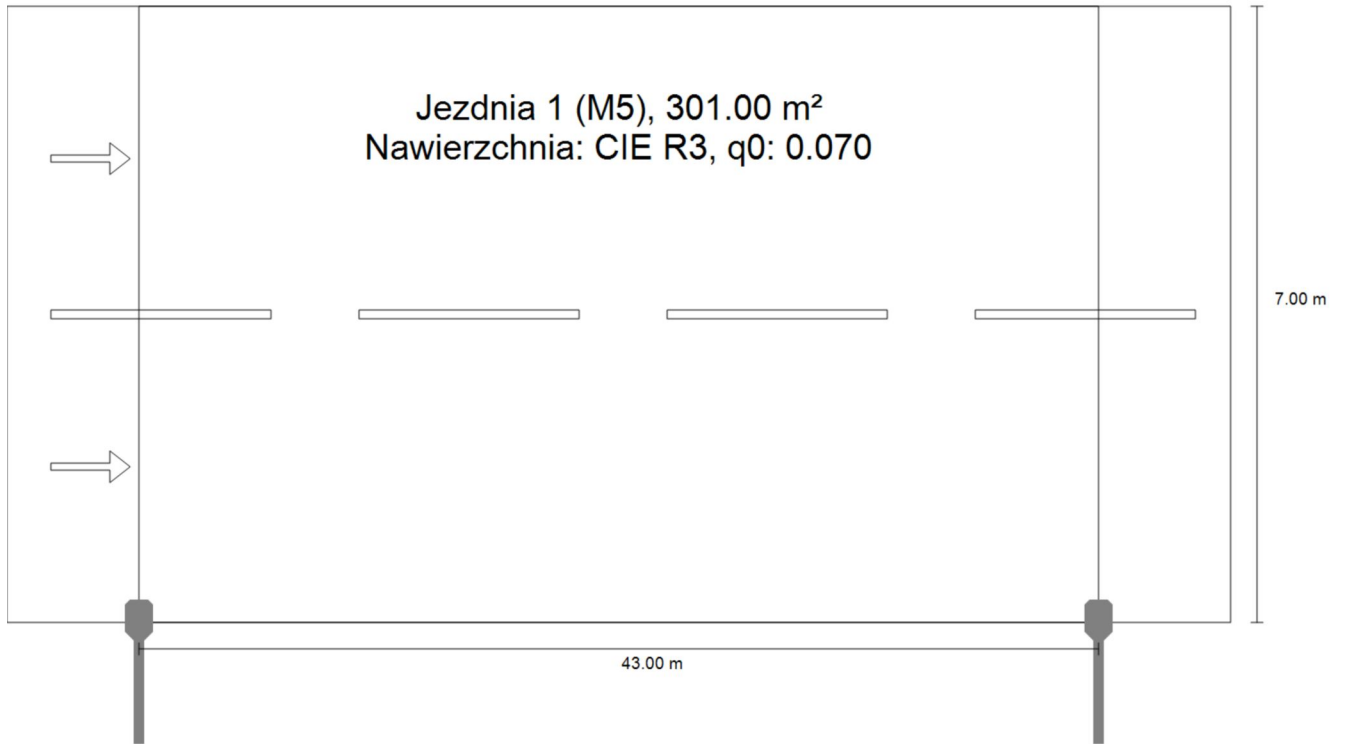 Jezdnia 1 (M5), 301.00 m²
Nawierzchnia: CIE R3, q0: 0.070
7.00 m
43.00 m